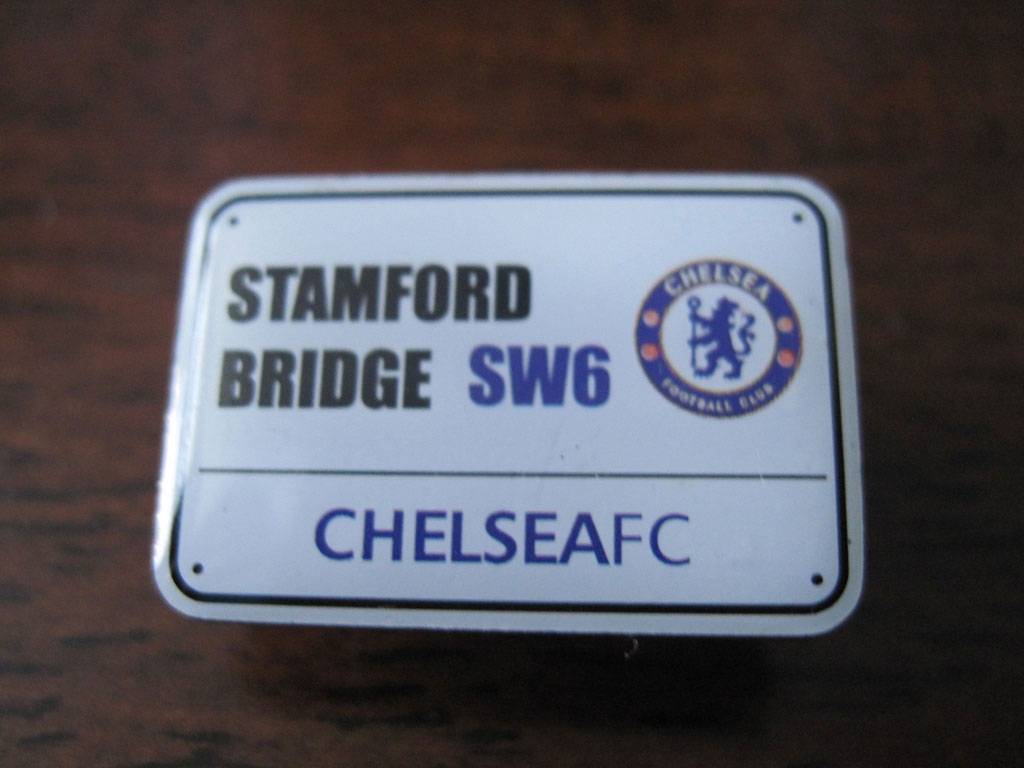 STAMFORD
BRIDGE SW6
CHELSEA
FOOTBALL CLUB
CHELSEAFC